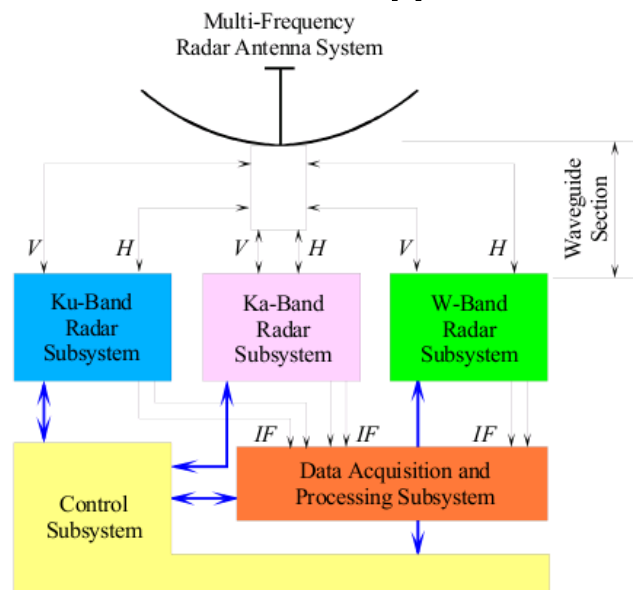 Multi-Frequency
Radar Antenna System
Waveguide
Section
V
H
V
H
V
H
Ku-Band
Radar
Subsystem
Ka-Band
Radar
Subsystem
W-Band
Radar
Subsystem
IF
IF
IF
Control
Subsystem
Data Acquisition and
Processing Subsystem